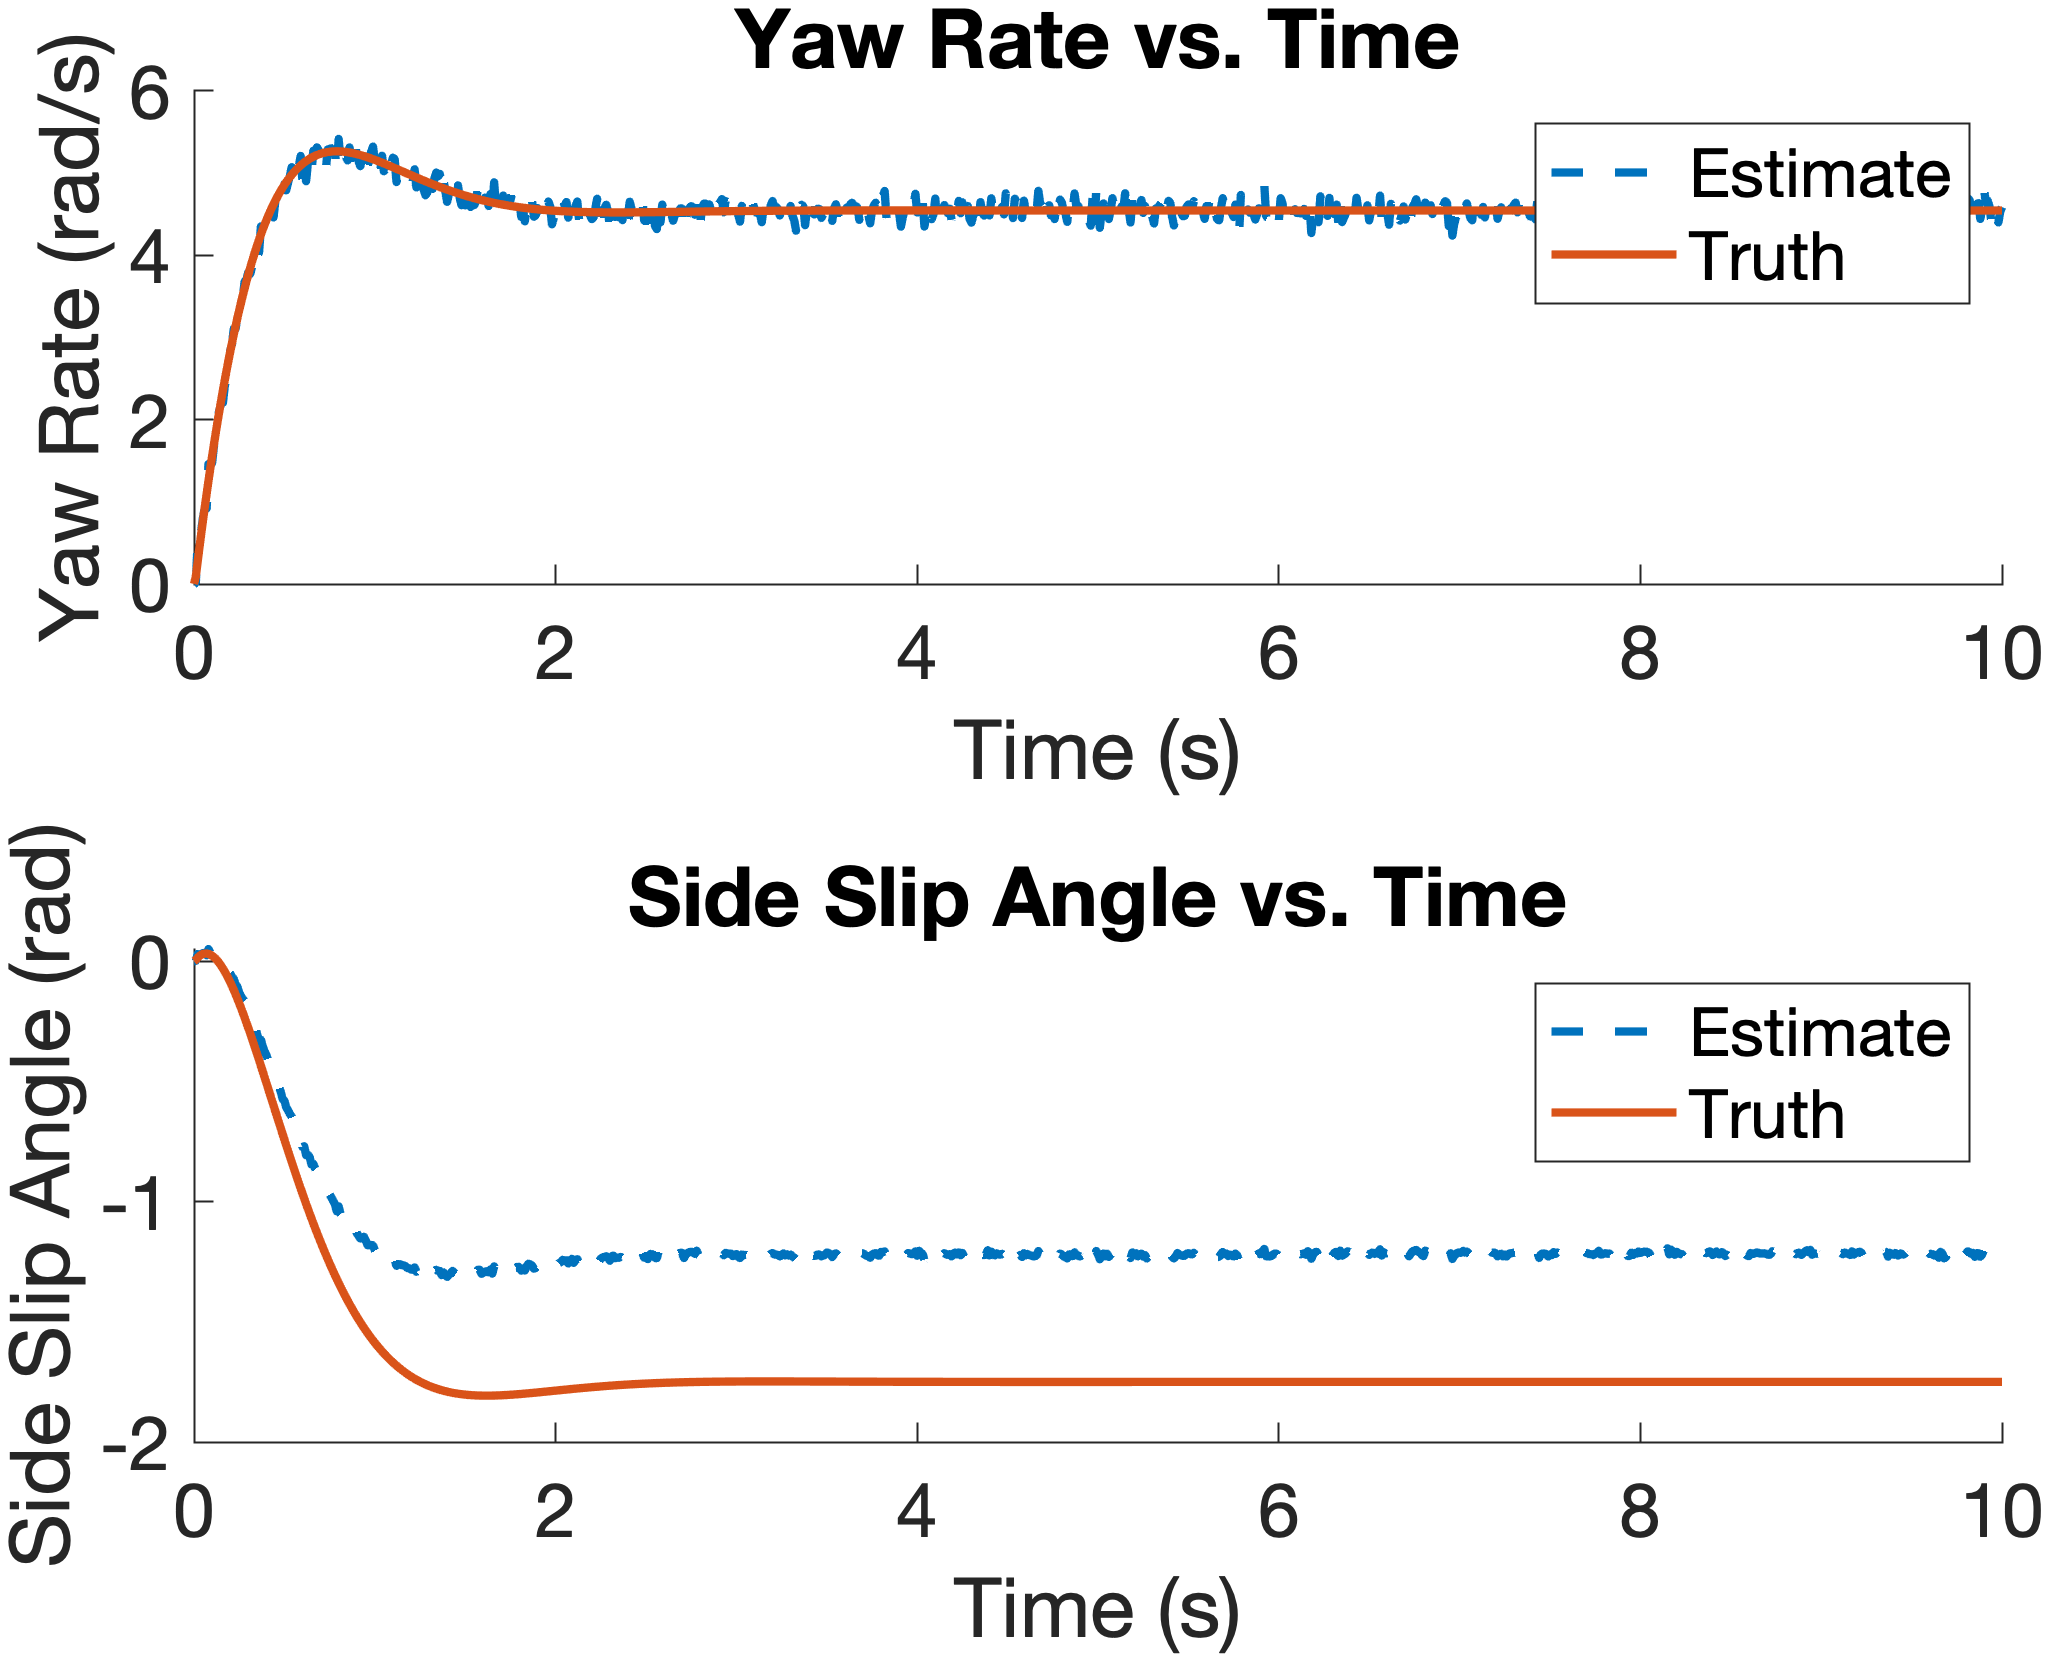 Yaw Rate vs. Time
Yaw Rate (rad/s)
6
4
2
0
0 2 4 6 8 10
Time (s)
Estimate
Truth
Side Slip Angle vs. Time
Side Slip Angle (rad)
0
-1
-2
0 2 4 6 8 10
Time (s)
Estimate
Truth